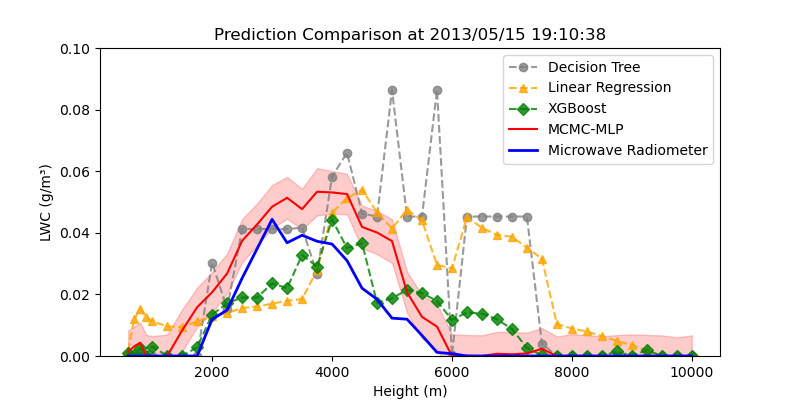 Prediction Comparison at 2013/05/15 19:10:38
LWC (g/m³)
0.10
0.08
0.06
0.04
0.02
0.00
Decision Tree
Linear Regression
XGBoost
MCMC-MLP
Microwave Radiometer
2000 4000 6000 8000 10000
Height (m)